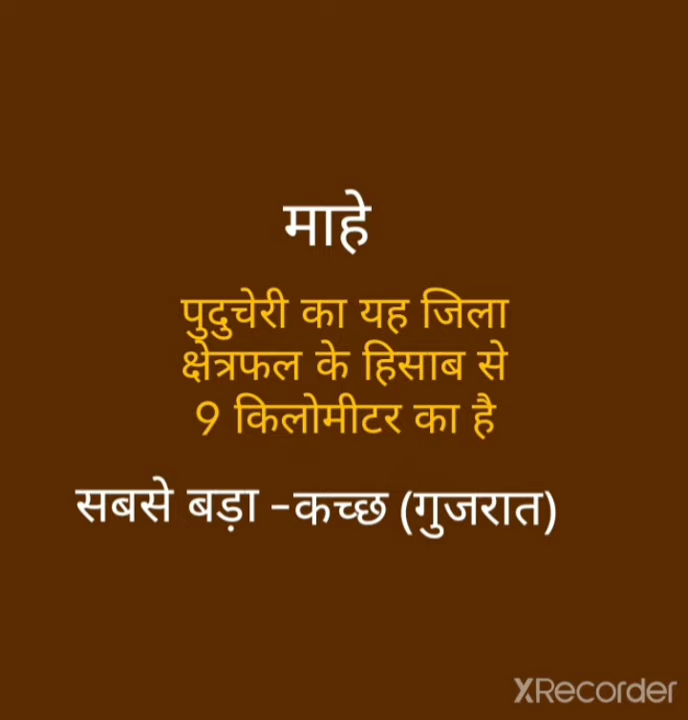 माहे
पुदुचेरी का यह जिला
क्षेत्रफल के हिसाब से
9 किलोमीटर का है
सबसे बड़ा -कच्छ (गुजरात)
XRecorder